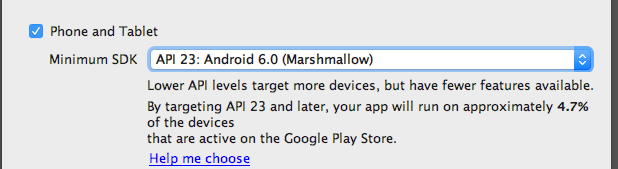 Phone and Tablet
Minimum SDK API 23: Android 6.0 (Marshmallow)
Lower API levels target more devices, but have fewer features available.
By targeting API 23 and later, your app will run on approximately 4.7%
of the devices
that are active on the Google Play Store.
Help me choose